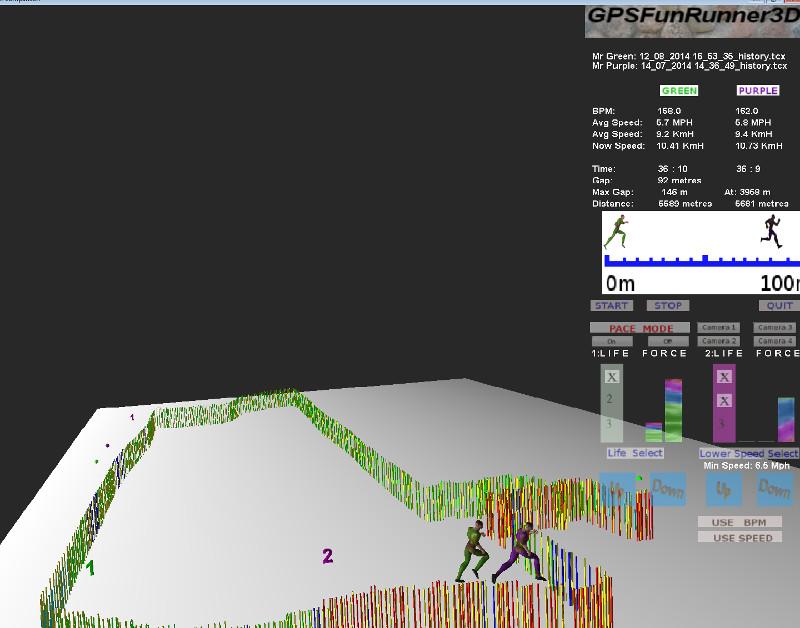 GPSFunRunner3D
Mr Green: 12_08_2014 16_53_36_history.tcx
Mr Purple: 14_07_2014 14_36_49_history.tcx
GREEN PURPLE
BPM: 158.0 162.0
Avg Speed: 5.7 MPH 5.8 MPH
Avg Speed: 9.2 KmH 9.4 KmH
Now Speed: 10.41 KmH 10.73 KmH
Time: 36 : 10 36 : 9
Gap: 92 metres
Max Gap: 146 m At: 3968 m
Distance: 5589 metres 5681 metres
0m 100m
START STOP QUIT
PACE MODE Camera 1 Camera 3
On Off Camera 2 Camera 4
1:LIFE FORCE 2:LIFE FORCE
X X
2 X
3 3
Life Select Lower Speed Select
Min Speed: 6.6 Mph
Up Down Up Down
USE BPM
USE SPEED
1
1
2